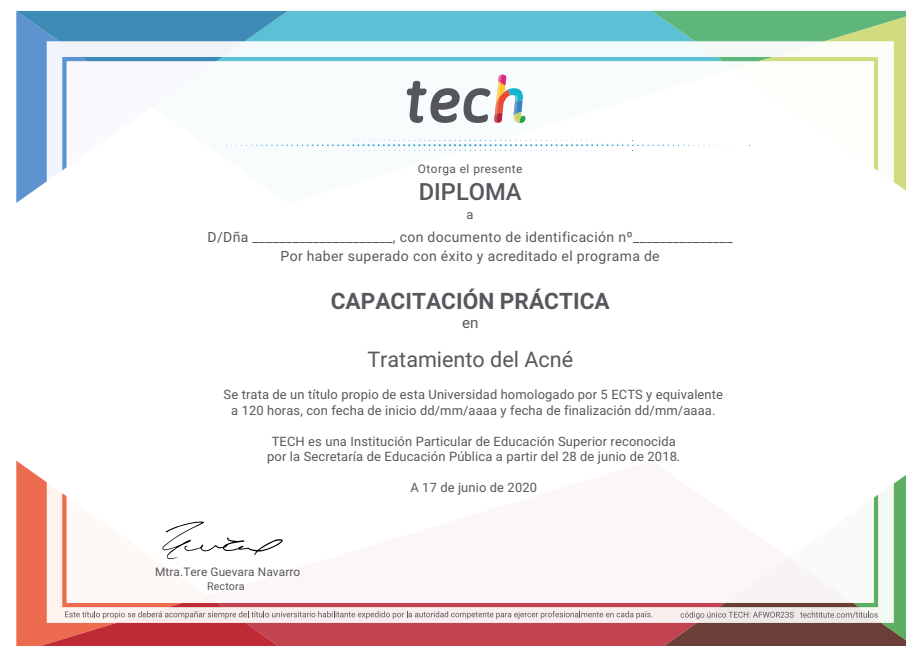 tech
Otorga el presente
DIPLOMA
a
D/Dña _____________________, con documento de identificación nº_______________
Por haber superado con éxito y acreditado el programa de
CAPACITACIÓN PRÁCTICA
en
Tratamiento del Acné
Se trata de un título propio de esta Universidad homologado por 5 ECTS y equivalente
a 120 horas, con fecha de inicio dd/mm/aaaa y fecha de finalización dd/mm/aaaa.
TECH es una Institución Particular de Educación Superior reconocida
por la Secretaría de Educación Pública a partir del 28 de junio de 2018.
A 17 de junio de 2020
Mtra.Tere Guevara Navarro
Rectora
Este título propio se deberá acompañar siempre del título universitario habilitante expedido por la autoridad competente para ejercer profesionalmente en cada país. código único TECH: AFWOR23S techtitute.com/titulos